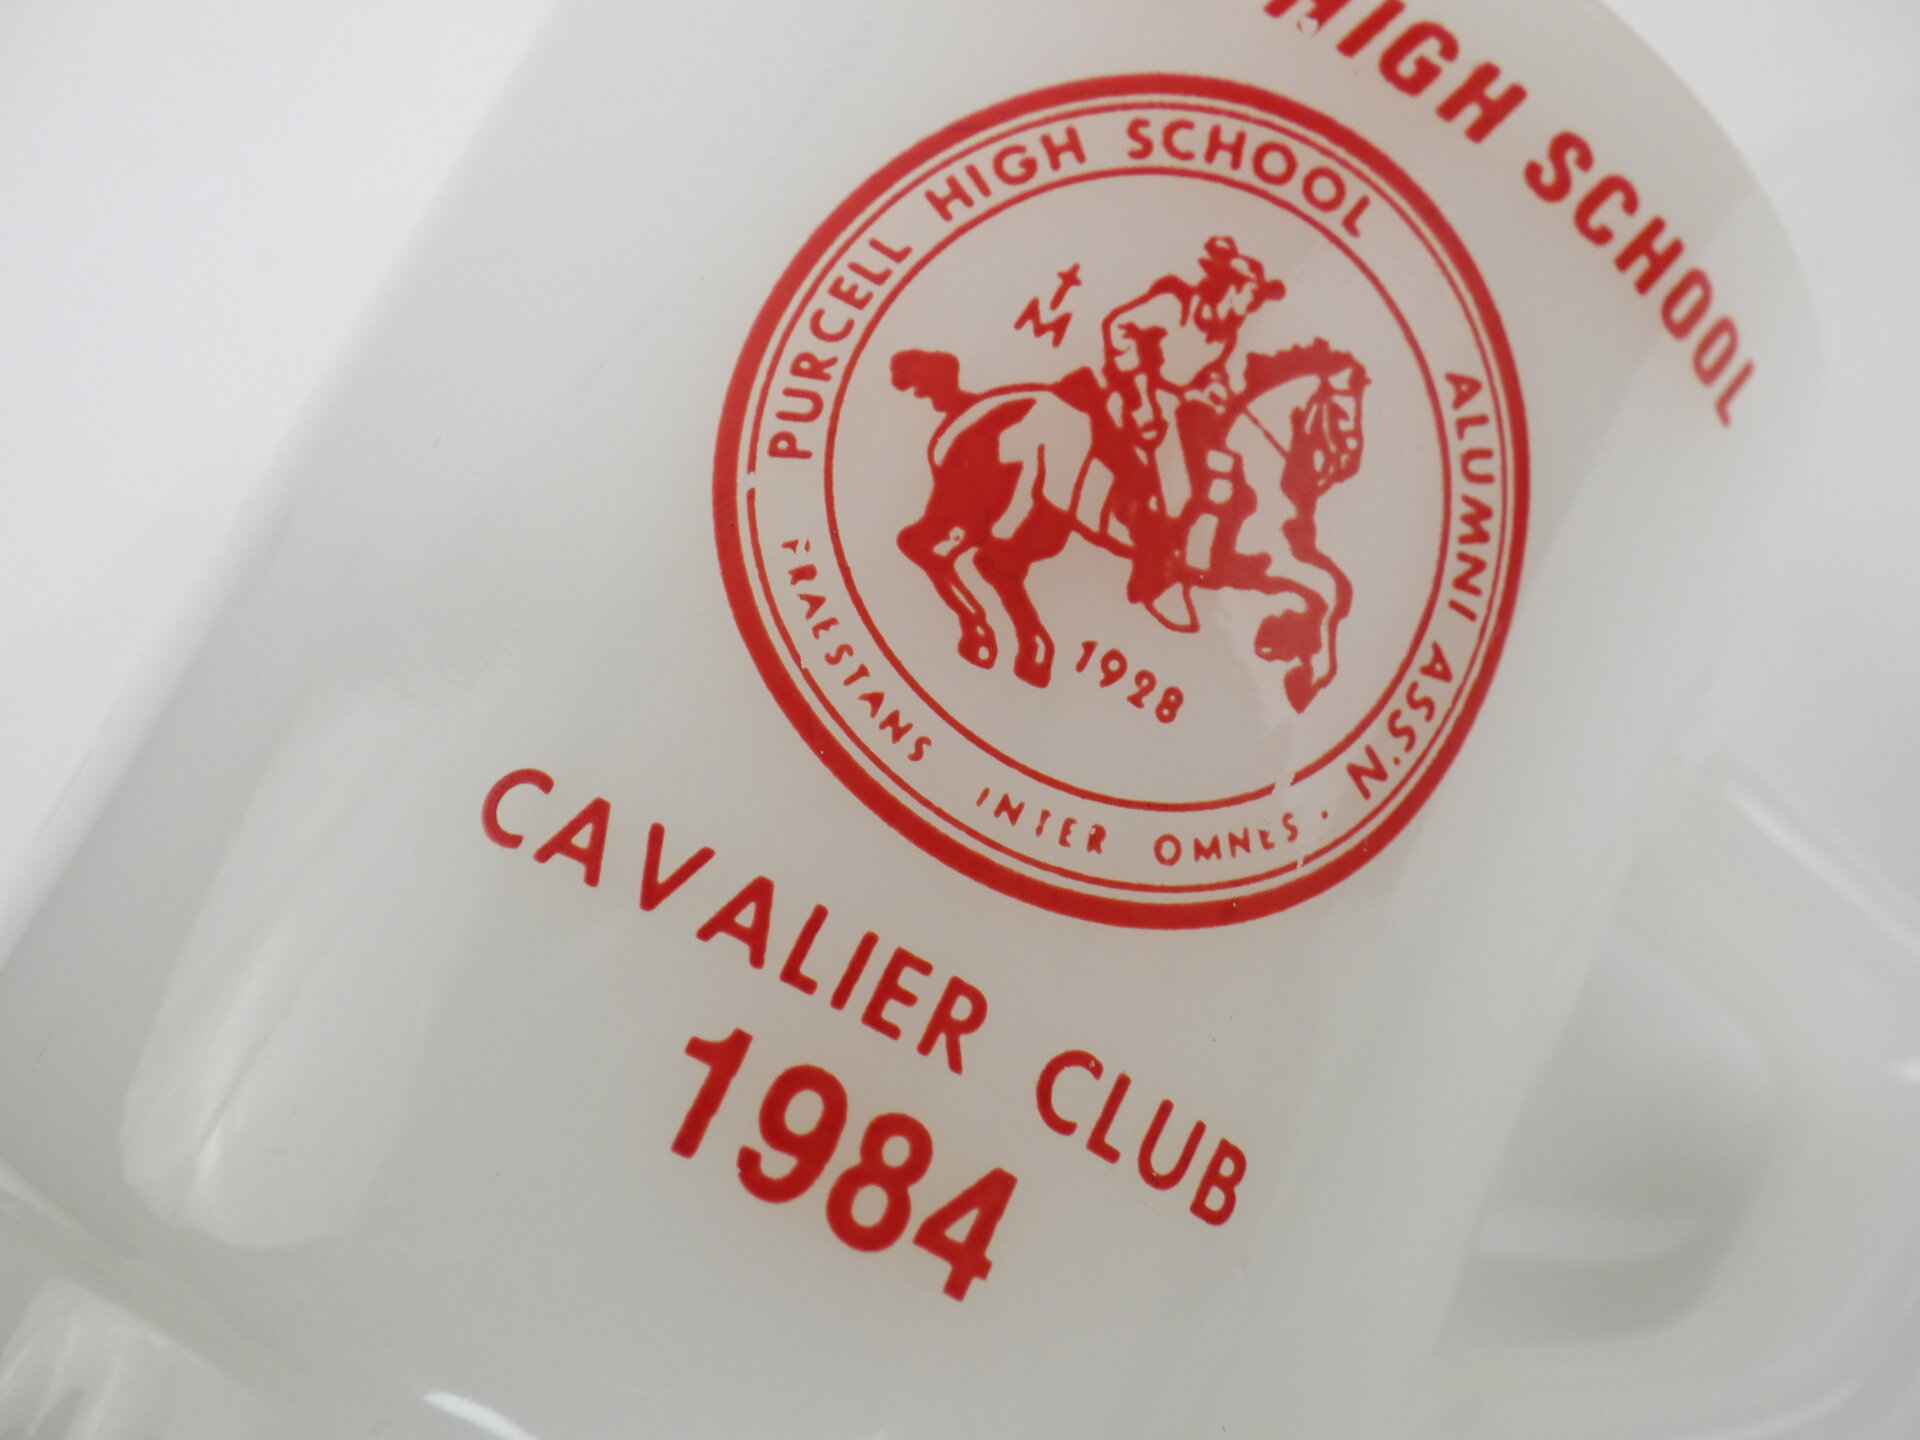 HIGH SCHOOL
PURCELL HIGH SCHOOL ALUMNI ASS'N.
PRAESTANS INTER OMNES .
M
1928
CAVALIER CLUB
1984